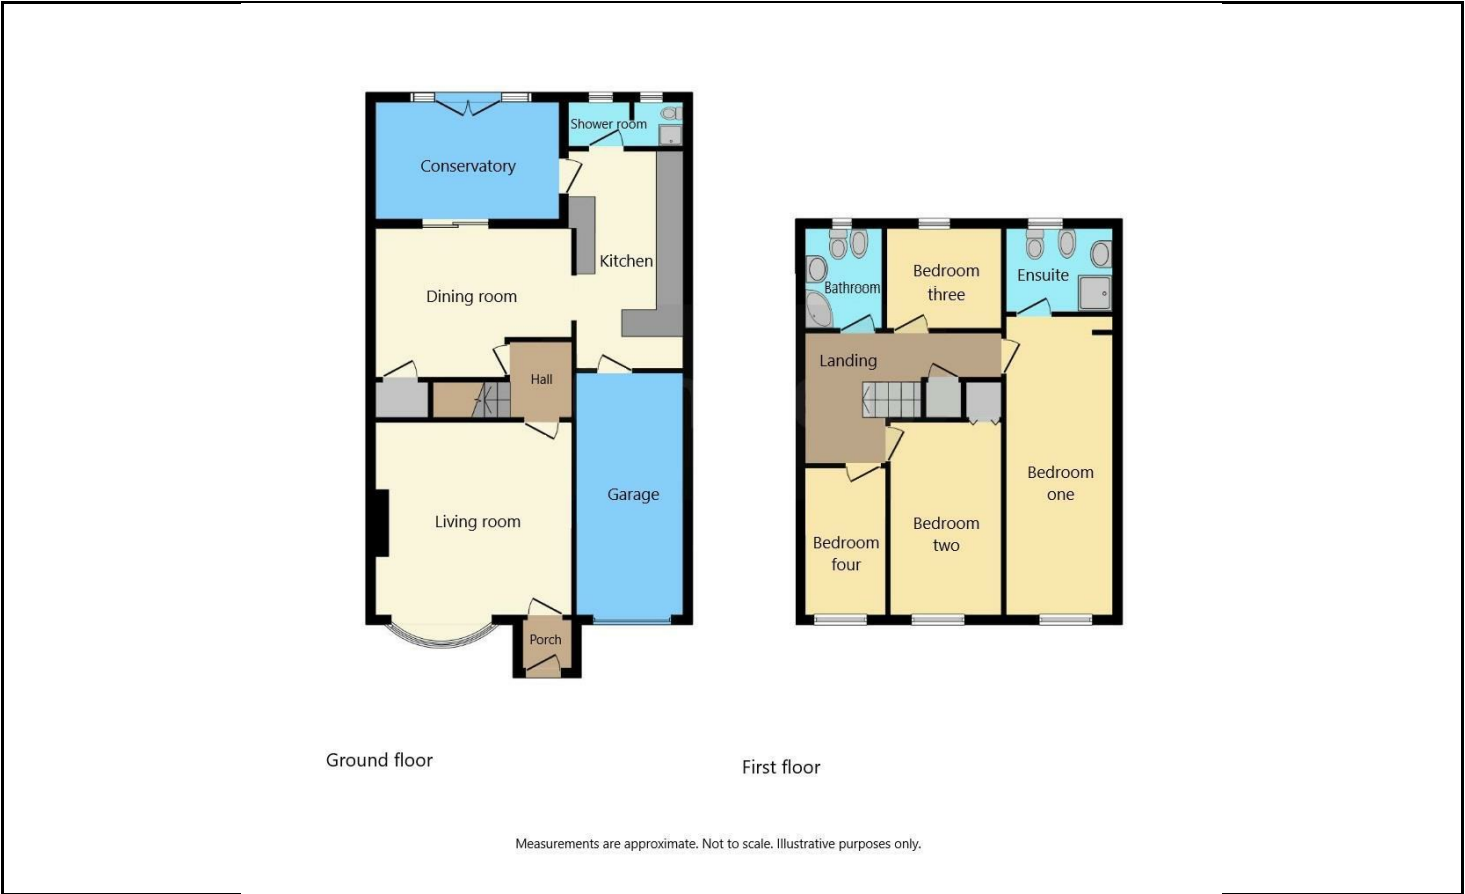 Conservatory
Shower room
Kitchen
Dining room
Hall
Living room
Garage
Porch
Ground floor
Bathroom
Bedroom
three
Ensuite
Landing
Bedroom
one
Bedroom
two
Bedroom
four
First floor
Measurements are approximate. Not to scale. Illustrative purposes only.